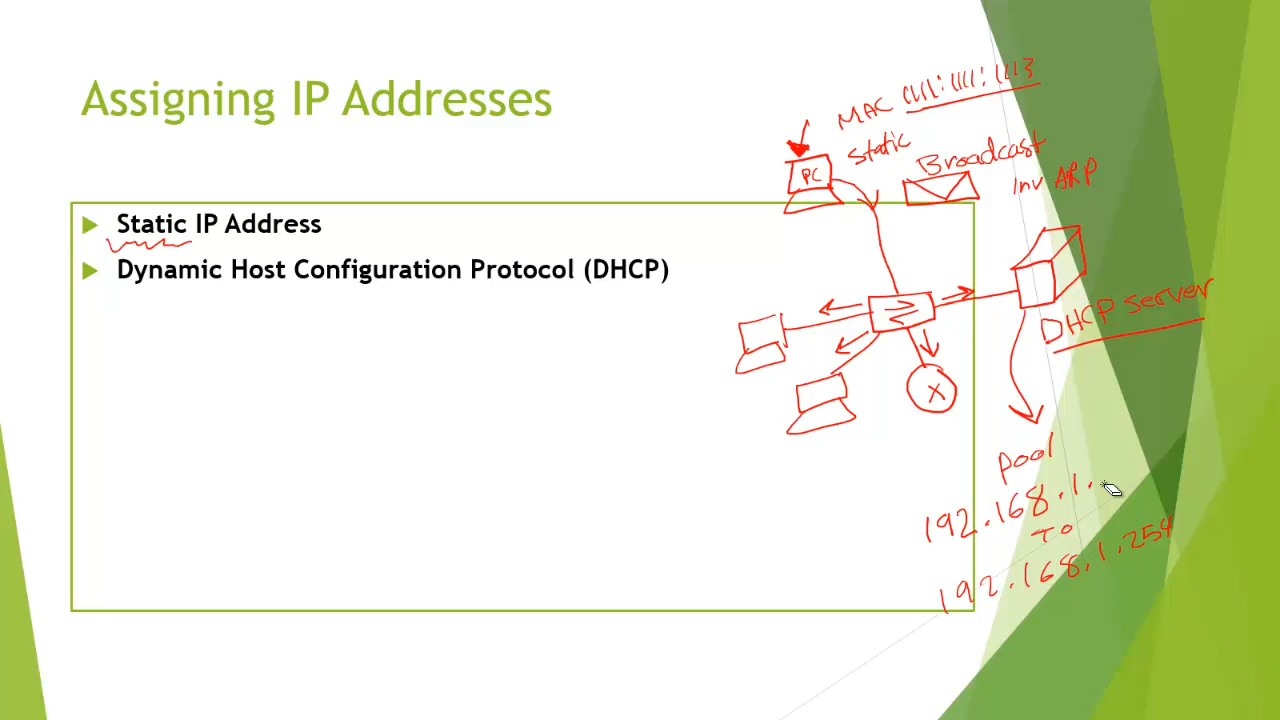 Assigning IP Addresses
Static IP Address
Dynamic Host Configuration Protocol (DHCP)
MAC 1111:1111:1113
Static
PC
Broadcast
Inv ARP
DHCP Server
X
Pool
192.168.1.
To
192.168.1.254